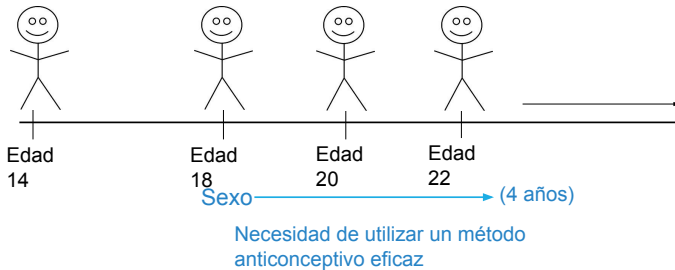 Edad Edad Edad Edad
14 18 20 22
Sexo (4 años)
Necesidad de utilizar un método
anticonceptivo eficaz